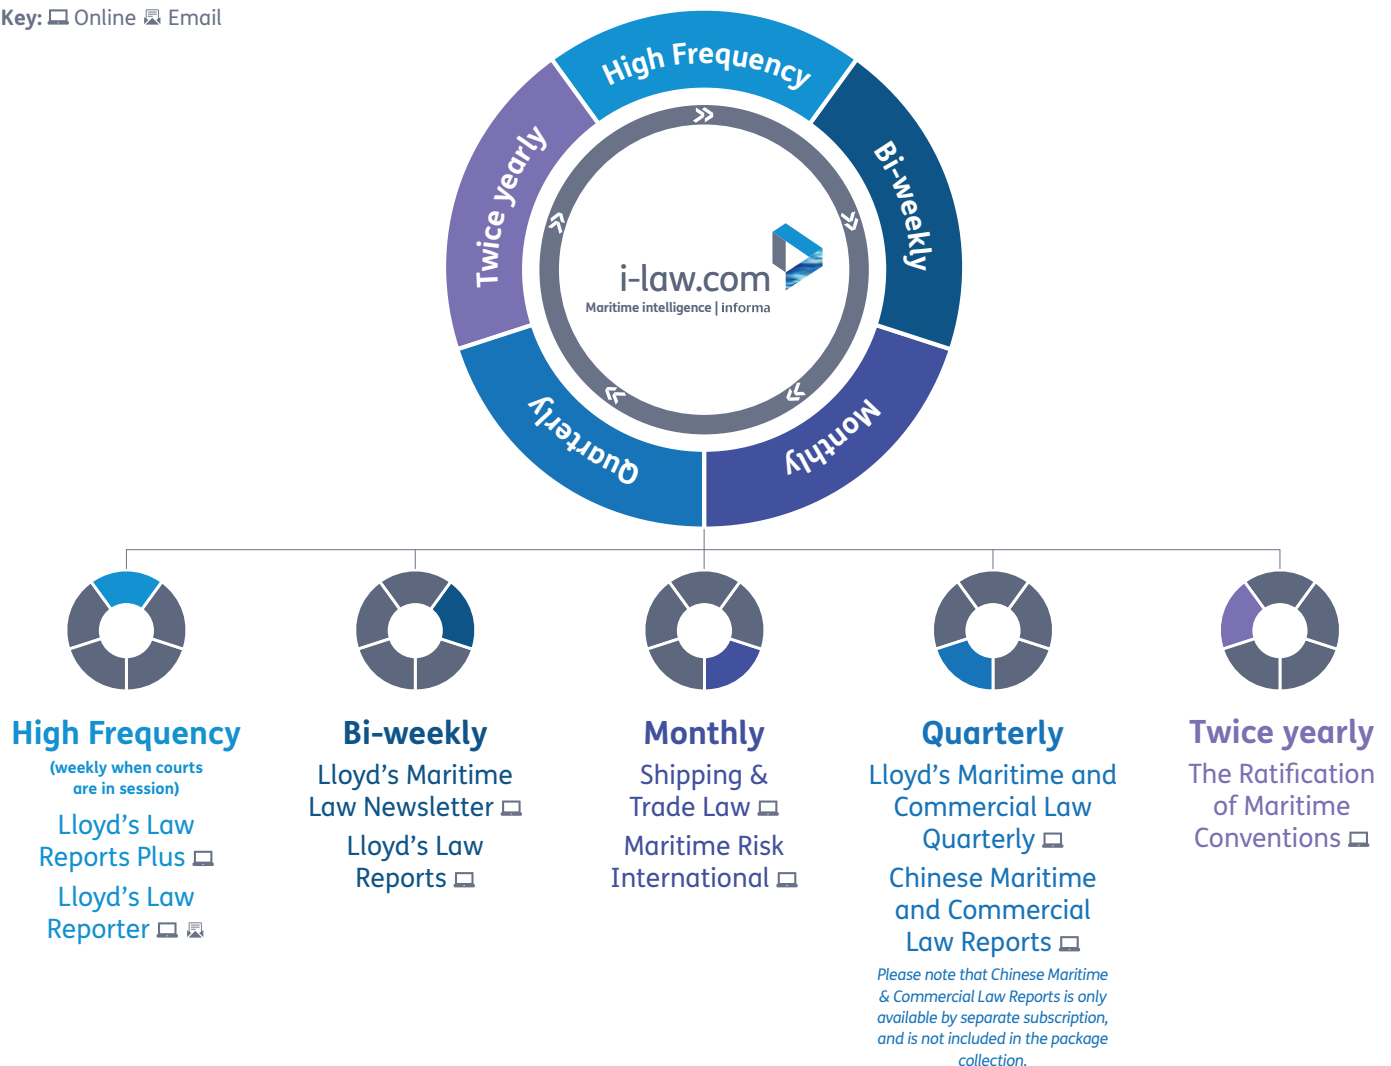 Key: Online Email
High Frequency
Bi-weekly
Monthly
Quarterly
Twice yearly
i-law.com
Maritime intelligence | informa
High Frequency
(weekly when courts
are in session)
Lloyd’s Law
Reports Plus
Lloyd’s Law
Reporter
Bi-weekly
Lloyd’s Maritime
Law Newsletter
Lloyd’s Law
Reports
Monthly
Shipping &
Trade Law
Maritime Risk
International
Quarterly
Lloyd’s Maritime and
Commercial Law
Quarterly
Chinese Maritime
and Commercial
Law Reports
Please note that Chinese Maritime
& Commercial Law Reports is only
available by separate subscription,
and is not included in the package
collection.
Twice yearly
The Ratification
of Maritime
Conventions